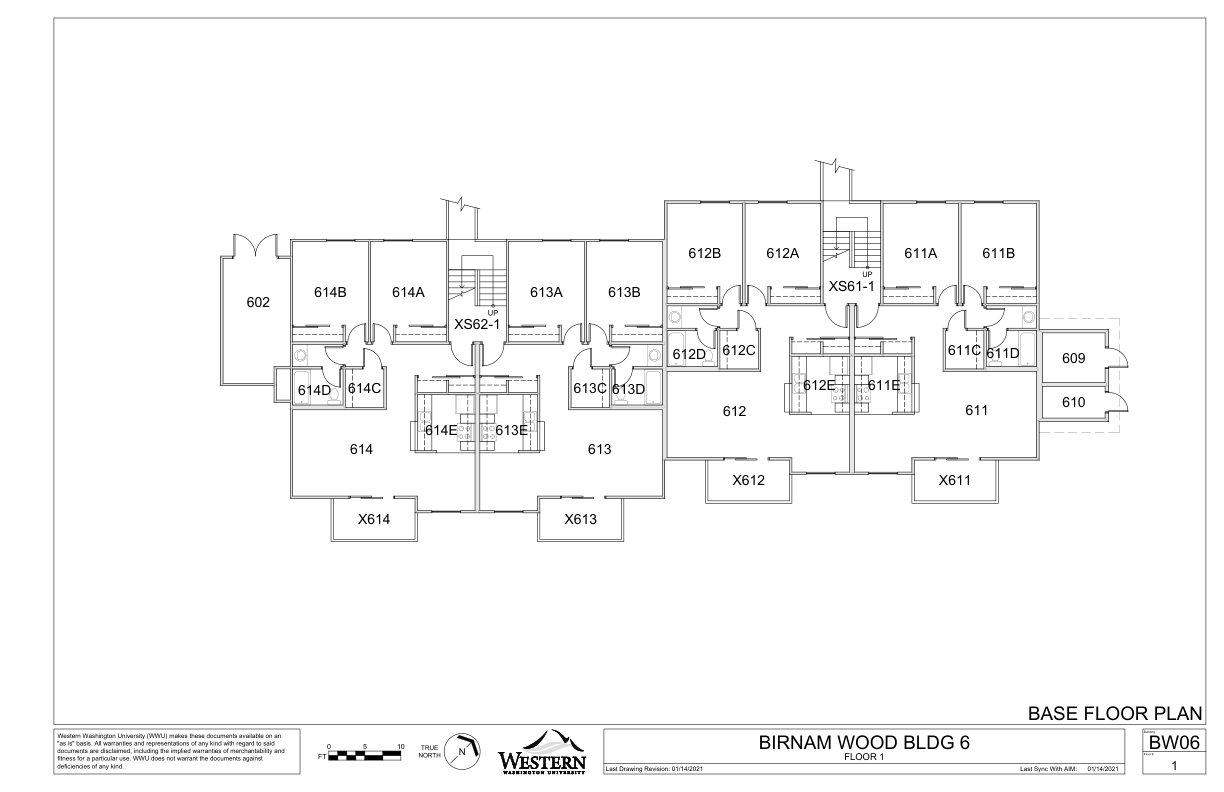 612B
612A
611A
611B
UP
XS61-1
614B
614A
613A
613B
602
UP
XS62-1
612D
612C
611C
611D
609
614D
614C
613C
613D
612E
611E
610
612
611
614E
613E
614
613
X612
X611
X614
X613
BASE FLOOR PLAN
Western Washington University (WWU) makes these documents available on an
"as is" basis. All warranties and representations of any kind with regard to said
documents are disclaimed, including the implied warranties of merchantability and
fitness for a particular use. WWU does not warrant the documents against
deficiencies of any kind.
0 5 10
FT
TRUE
NORTH
N
WESTERN
WASHINGTON UNIVERSITY
BIRNAM WOOD BLDG 6
FLOOR 1
Last Drawing Revision: 01/14/2021
Last Sync With AIM: 01/14/2021
BW06
1